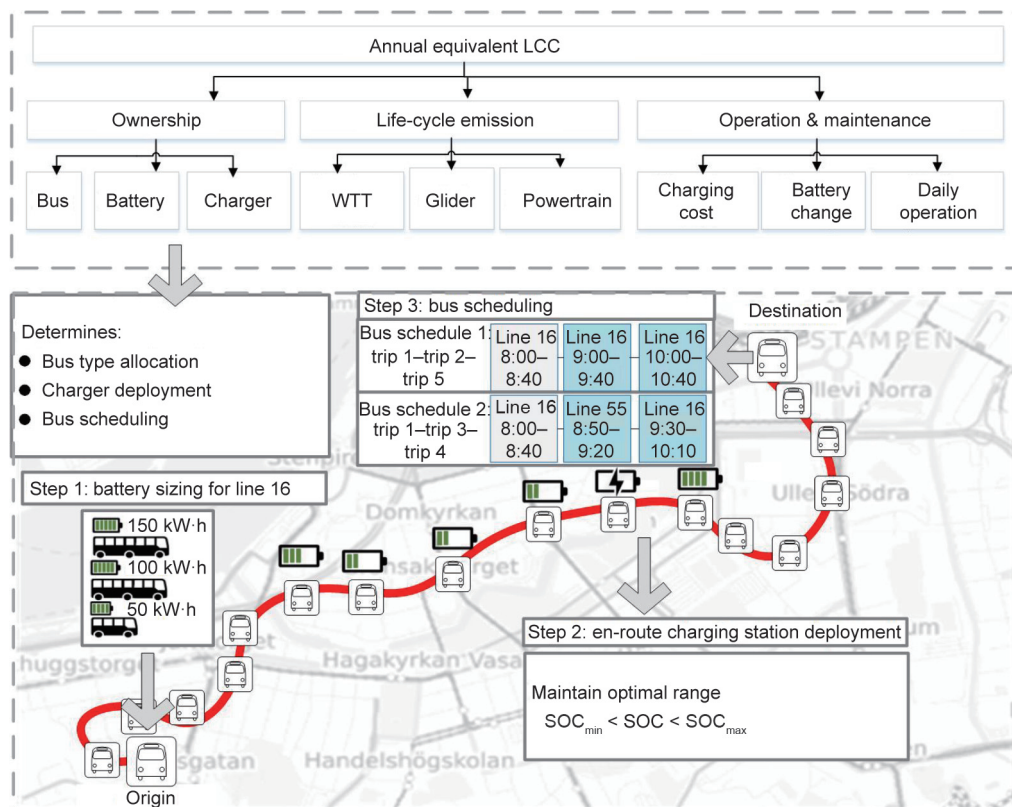 Annual equivalent LCC
Ownership
Life-cycle emission
Operation & maintenance
Bus
Battery
Charger
WTT
Glider
Powertrain
Charging
cost
Battery
change
Daily
operation
Determines:
● Bus type allocation
● Charger deployment
● Bus scheduling
Step 3: bus scheduling
Bus schedule 1:
trip 1–trip 2–
trip 5
Line 16
8:00–
8:40
Line 16
9:00–
9:40
Line 16
10:00–
10:40
Bus schedule 2:
trip 1–trip 3–
trip 4
Line 16
8:00–
8:40
Line 55
8:50–
9:20
Line 16
9:30–
10:10
Destination
STAMPEN
Ullevi Norra
Step 1: battery sizing for line 16
150 kW·h
100 kW·h
50 kW·h
Domkyrkan
Södra
Hagakyrkan Vasa
Step 2: en-route charging station deployment
Maintain optimal range
SOCmin < SOC < SOCmax
Handelshögskolan
Origin